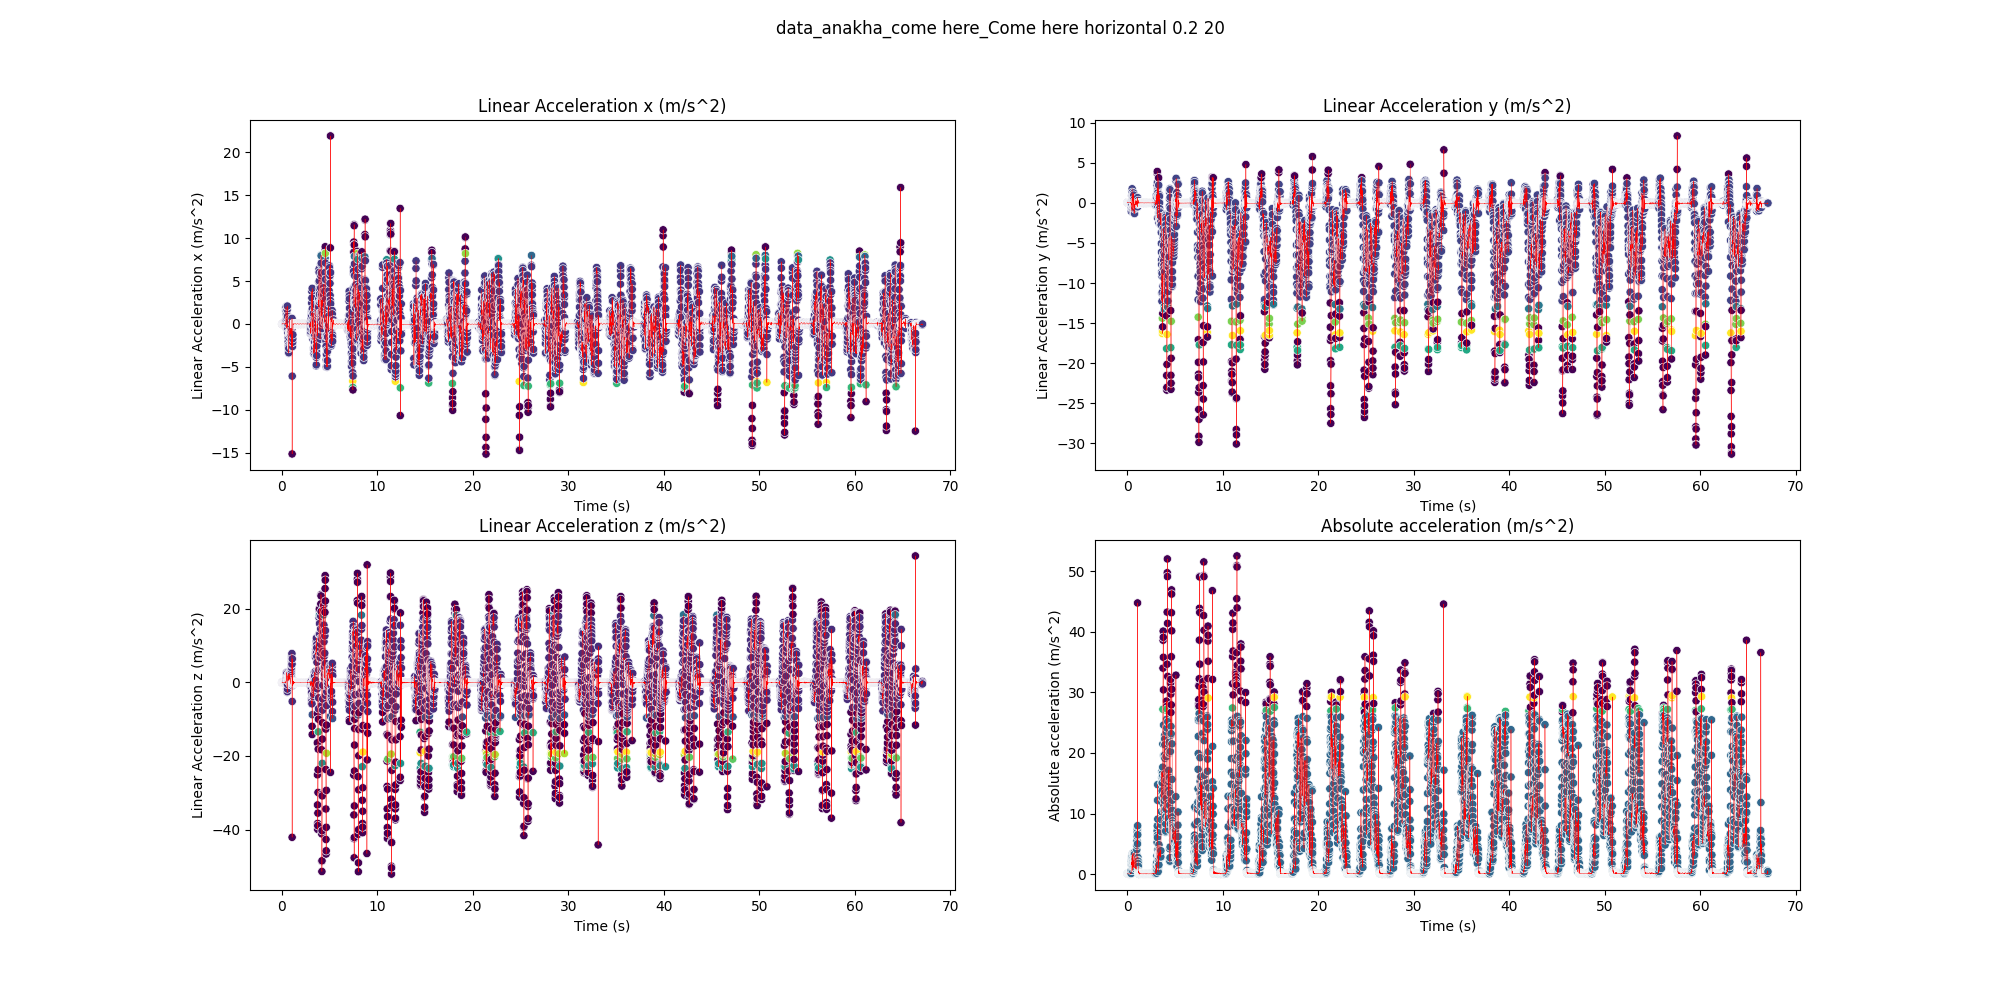 data_anakha_come here_Come here horizontal 0.2 20
Linear Acceleration x (m/s^2)
Linear Acceleration x (m/s^2)
20
15
10
5
0
−5
−10
−15
0 10 20 30 40 50 60 70
Time (s)
Linear Acceleration y (m/s^2)
Linear Acceleration y (m/s^2)
10
5
0
−5
−10
−15
−20
−25
−30
0 10 20 30 40 50 60 70
Time (s)
Linear Acceleration z (m/s^2)
Linear Acceleration z (m/s^2)
20
0
−20
−40
0 10 20 30 40 50 60 70
Time (s)
Absolute acceleration (m/s^2)
Absolute acceleration (m/s^2)
50
40
30
20
10
0
0 10 20 30 40 50 60 70
Time (s)